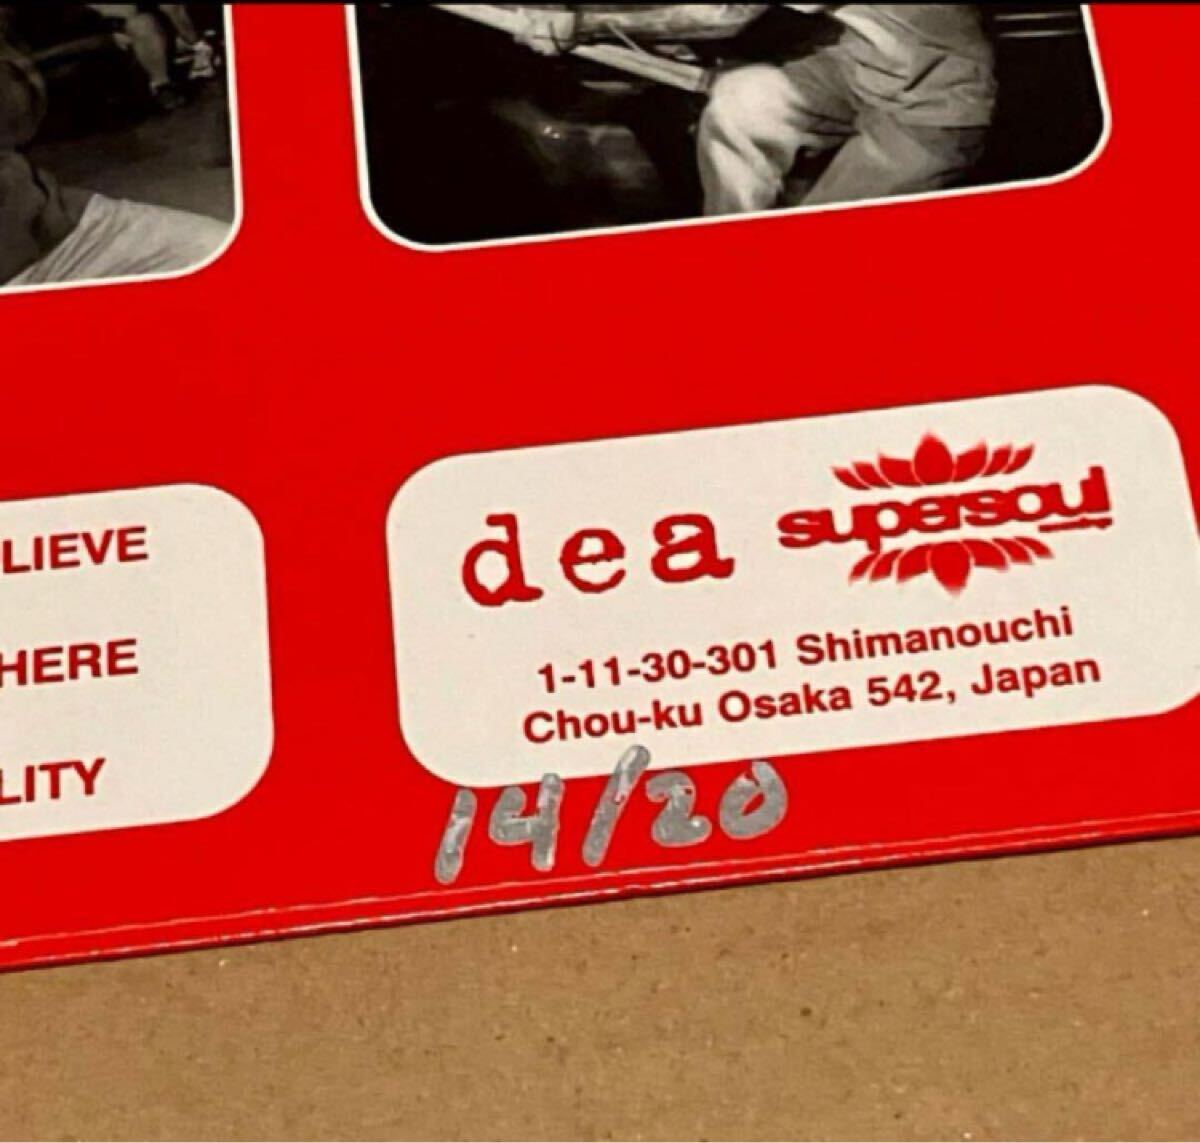 LIEVE
HERE
LITY
dea supersoul
1-11-30-301 Shimanouchi
Chou-ku Osaka 542, Japan
14/20